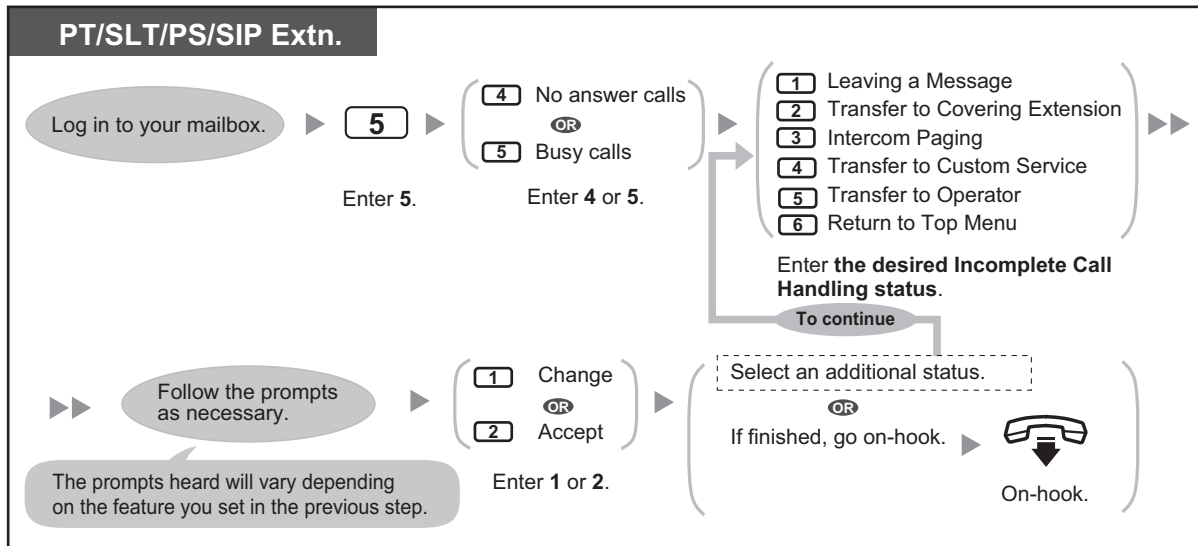 PT/SLT/PS/SIP Extn.
Log in to your mailbox.
5
Enter 5.
4 No answer calls
OR
5 Busy calls
Enter 4 or 5.
1 Leaving a Message
2 Transfer to Covering Extension
3 Intercom Paging
4 Transfer to Custom Service
5 Transfer to Operator
6 Return to Top Menu
Enter the desired Incomplete Call
Handling status.
To continue
Follow the prompts
as necessary.
The prompts heard will vary depending
on the feature you set in the previous step.
1 Change
OR
2 Accept
Enter 1 or 2.
Select an additional status.
OR
If finished, go on-hook.
On-hook.